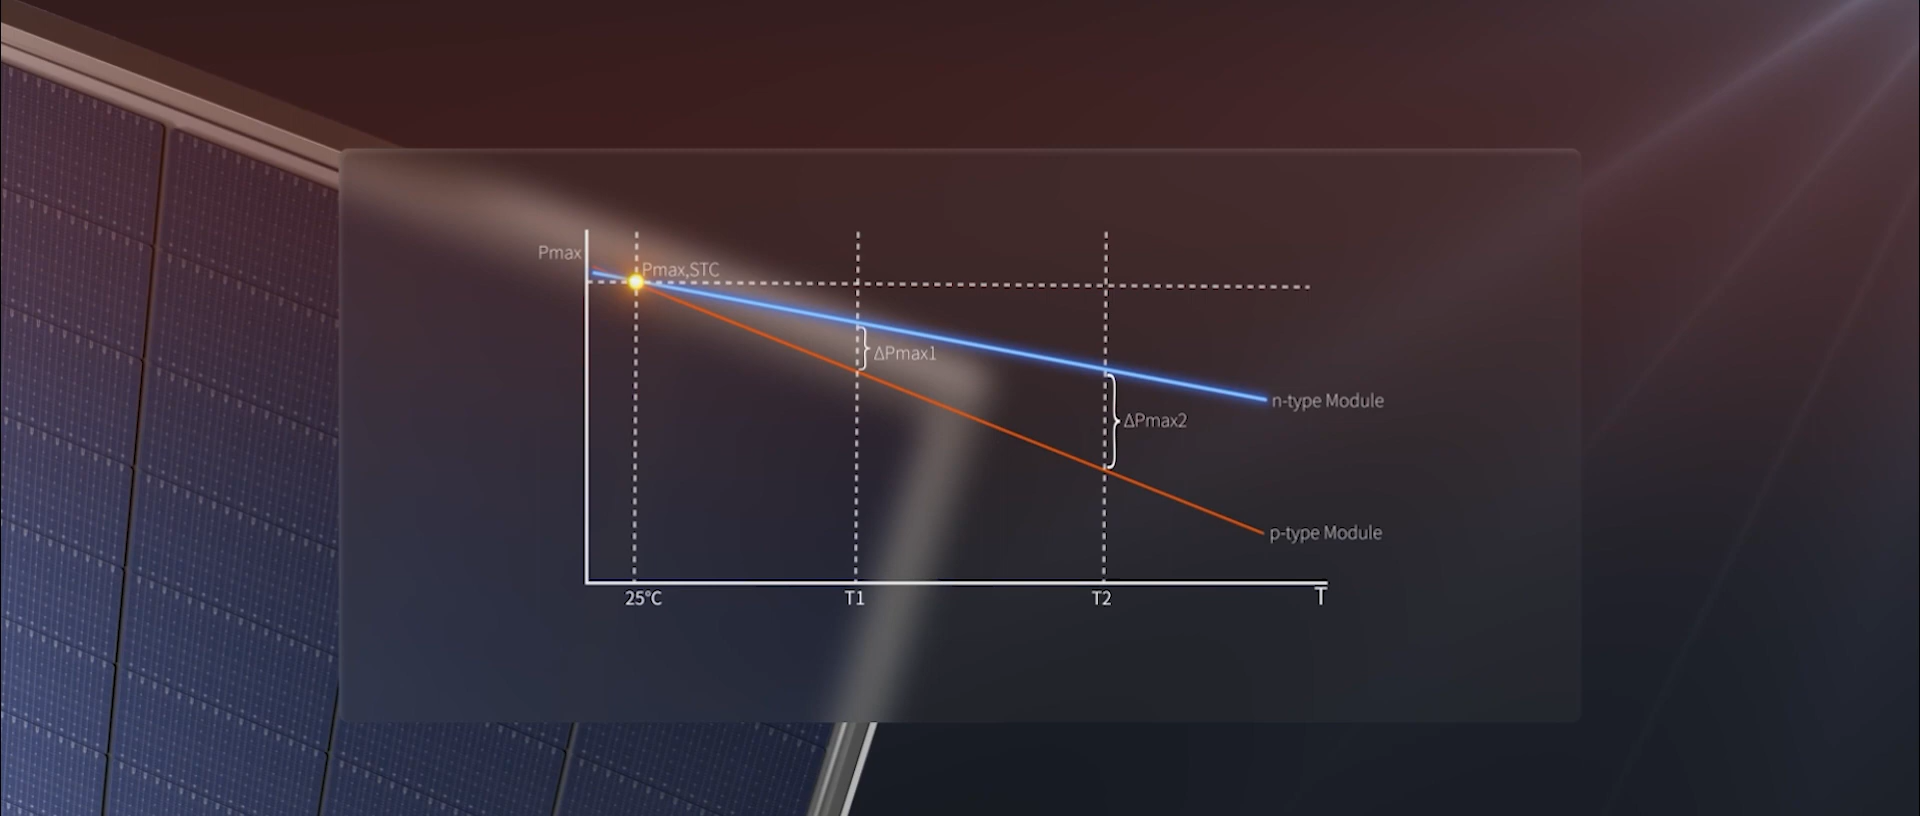 Pmax
Pmax,STC
ΔPmax1
n-type Module
ΔPmax2
p-type Module
25℃
T1
T2
T